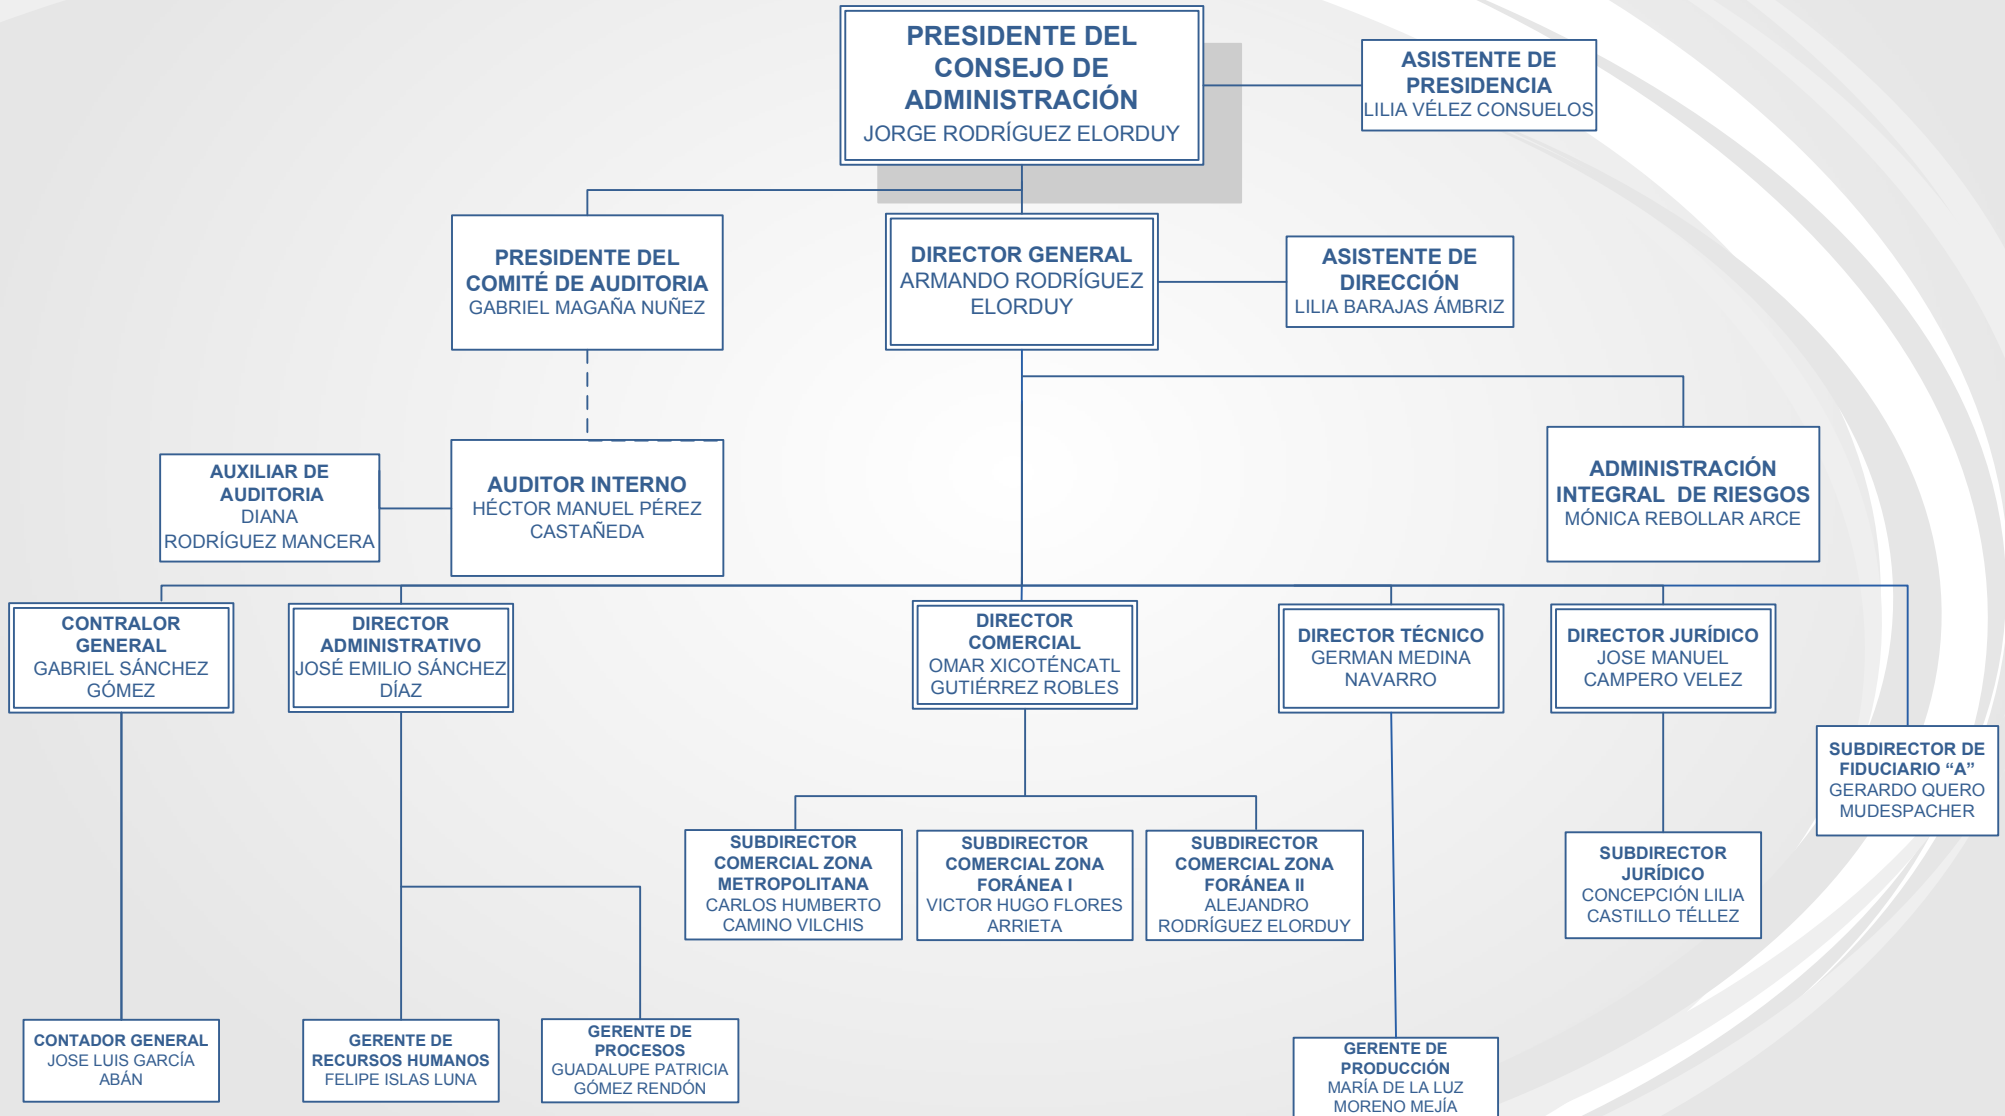 PRESIDENTE DEL
CONSEJO DE
ADMINISTRACIÓN
JORGE RODRÍGUEZ ELORDUY
ASISTENTE DE
PRESIDENCIA
LILIA VÉLEZ CONSUELOS
PRESIDENTE DEL
COMITÉ DE AUDITORIA
GABRIEL MAGAÑA NUÑEZ
DIRECTOR GENERAL
ARMANDO RODRÍGUEZ
ELORDUY
ASISTENTE DE
DIRECCIÓN
LILIA BARAJAS ÁMBRIZ
AUXILIAR DE
AUDITORIA
DIANA
RODRÍGUEZ MANCERA
AUDITOR INTERNO
HÉCTOR MANUEL PÉREZ
CASTAÑEDA
ADMINISTRACIÓN
INTEGRAL DE RIESGOS
MÓNICA REBOLLAR ARCE
CONTRALOR
GENERAL
GABRIEL SÁNCHEZ
GÓMEZ
DIRECTOR
ADMINISTRATIVO
JOSÉ EMILIO SÁNCHEZ
DÍAZ
DIRECTOR
COMERCIAL
OMAR XICOTÉNCATL
GUTIÉRREZ ROBLES
DIRECTOR TÉCNICO
GERMAN MEDINA
NAVARRO
DIRECTOR JURÍDICO
JOSE MANUEL
CAMPERO VELEZ
SUBDIRECTOR DE
FIDUCIARIO “A”
GERARDO QUERO
MUDESPACHER
SUBDIRECTOR
COMERCIAL ZONA
METROPOLITANA
CARLOS HUMBERTO
CAMINO VILCHIS
SUBDIRECTOR
COMERCIAL ZONA
FORÁNEA I
VICTOR HUGO FLORES
ARRIETA
SUBDIRECTOR
COMERCIAL ZONA
FORÁNEA II
ALEJANDRO
RODRÍGUEZ ELORDUY
SUBDIRECTOR
JURÍDICO
CONCEPCIÓN LILIA
CASTILLO TÉLLEZ
CONTADOR GENERAL
JOSE LUIS GARCÍA
ABÁN
GERENTE DE
RECURSOS HUMANOS
FELIPE ISLAS LUNA
GERENTE DE
PROCESOS
GUADALUPE PATRICIA
GÓMEZ RENDÓN
GERENTE DE
PRODUCCIÓN
MARÍA DE LA LUZ
MORENO MEJÍA